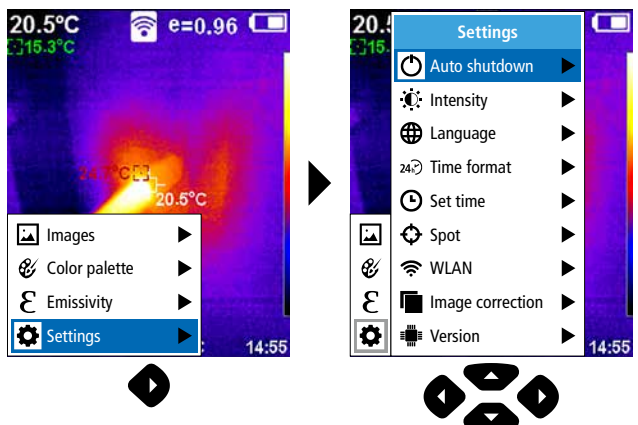 20.5°C e=0.96
15.3°C
24.7°C
20.5°C
Images
Color palette
Emissivity
Settings
14:55
20.5
15.
Settings
Auto shutdown
Intensity
Language
24h Time format
Set time
Spot
WLAN
Image correction
Version
14:55